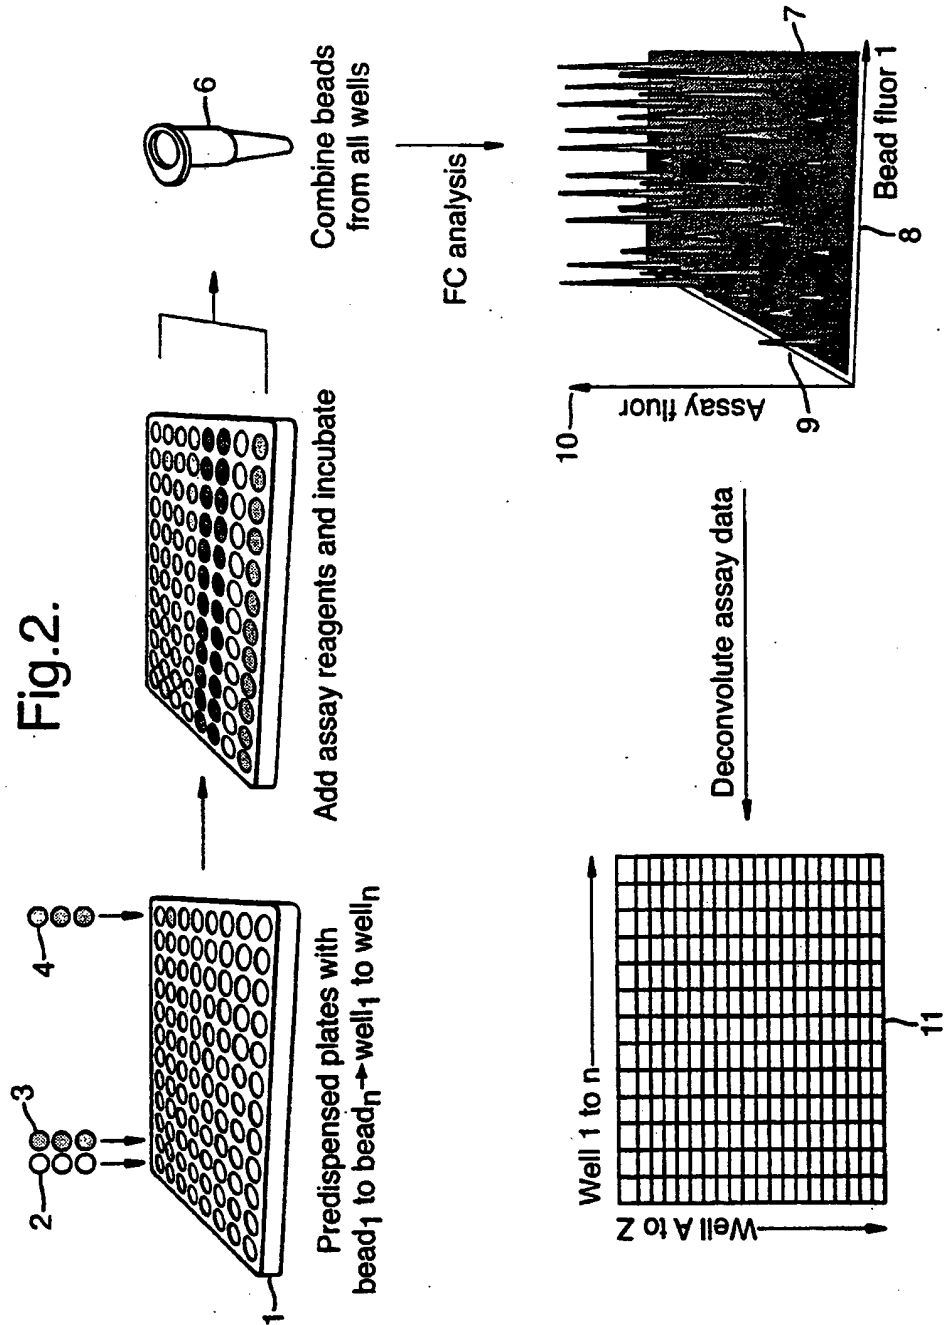 Fig.2.
2
3
4
1
Predispensed plates with
bead1 to beadn→well1 to welln
Add assay reagents and incubate
6
Combine beads
from all wells
FC analysis
10
Assay fluor
9
8
Bead fluor 1
7
Deconvolute assay data
Well 1 to n
Well A to Z
11